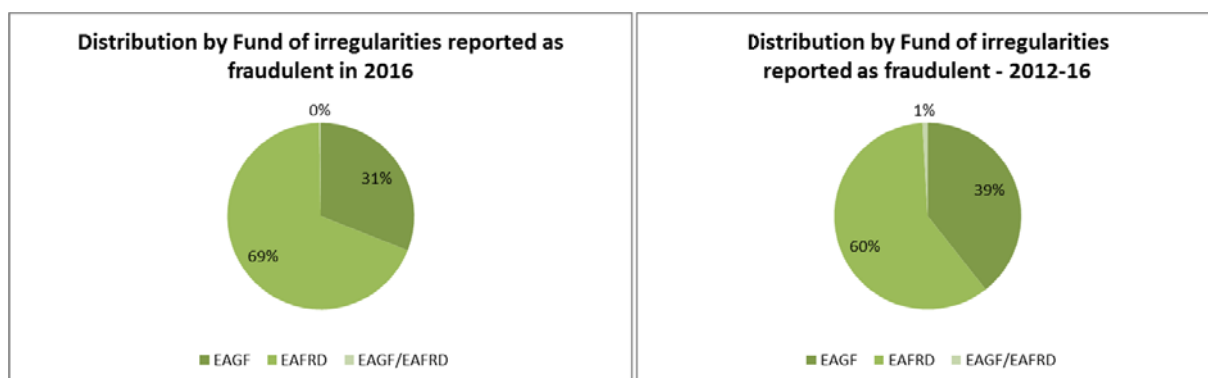 Distribution by Fund of irregularities reported as
fraudulent in 2016
0%
31%
69%
EAGF EAFRD EAGF/EAFRD
Distribution by Fund of irregularities
reported as fraudulent - 2012-16
1%
39%
60%
EAGF EAFRD EAGF/EAFRD